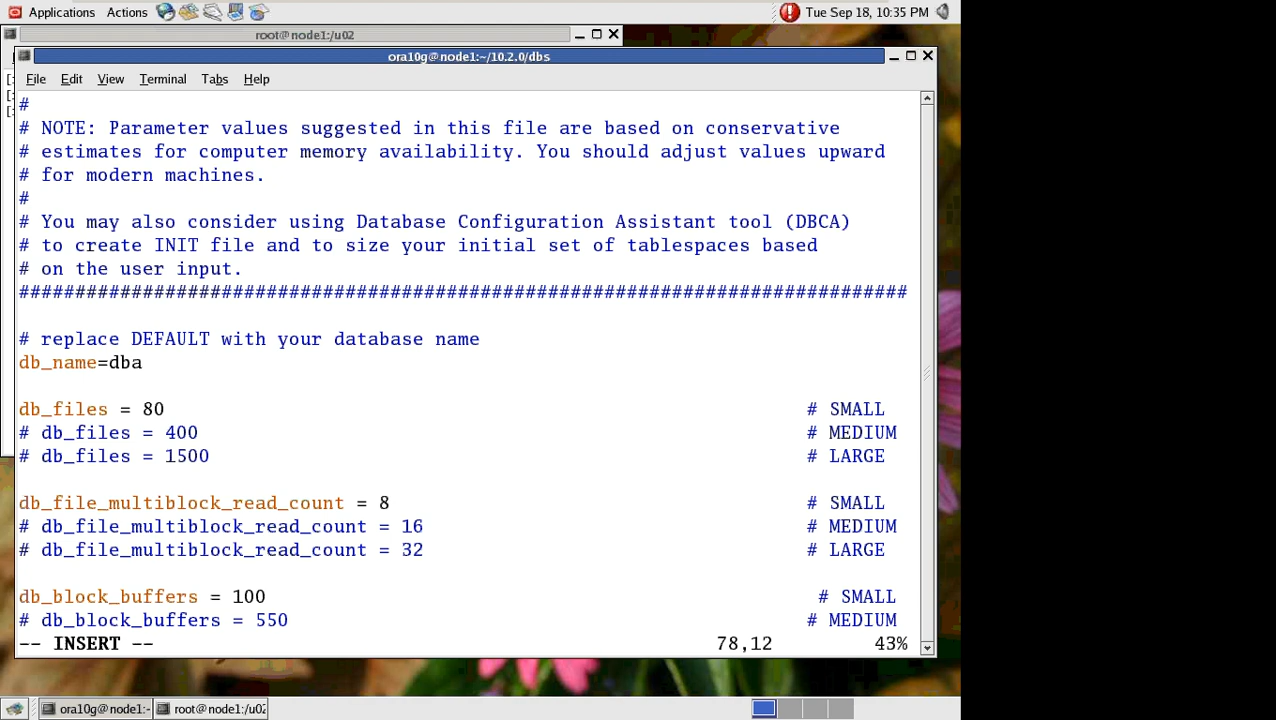 Applications Actions Tue Sep 18, 10:35 PM
root@node1:/u02
ora10g@node1:~/10.2.0/dbs
File Edit View Terminal Tabs Help
#
# NOTE: Parameter values suggested in this file are based on conservative
# estimates for computer memory availability. You should adjust values upward
# for modern machines.
#
# You may also consider using Database Configuration Assistant tool (DBCA)
# to create INIT file and to size your initial set of tablespaces based
# on the user input.
###############################################################################
# replace DEFAULT with your database name
db_name=dba
db_files = 80 # SMALL
# db_files = 400 # MEDIUM
# db_files = 1500 # LARGE
db_file_multiblock_read_count = 8 # SMALL
# db_file_multiblock_read_count = 16 # MEDIUM
# db_file_multiblock_read_count = 32 # LARGE
db_block_buffers = 100 # SMALL
# db_block_buffers = 550 # MEDIUM
-- INSERT -- 78,12 43%
ora10g@node1:~ root@node1:/u02